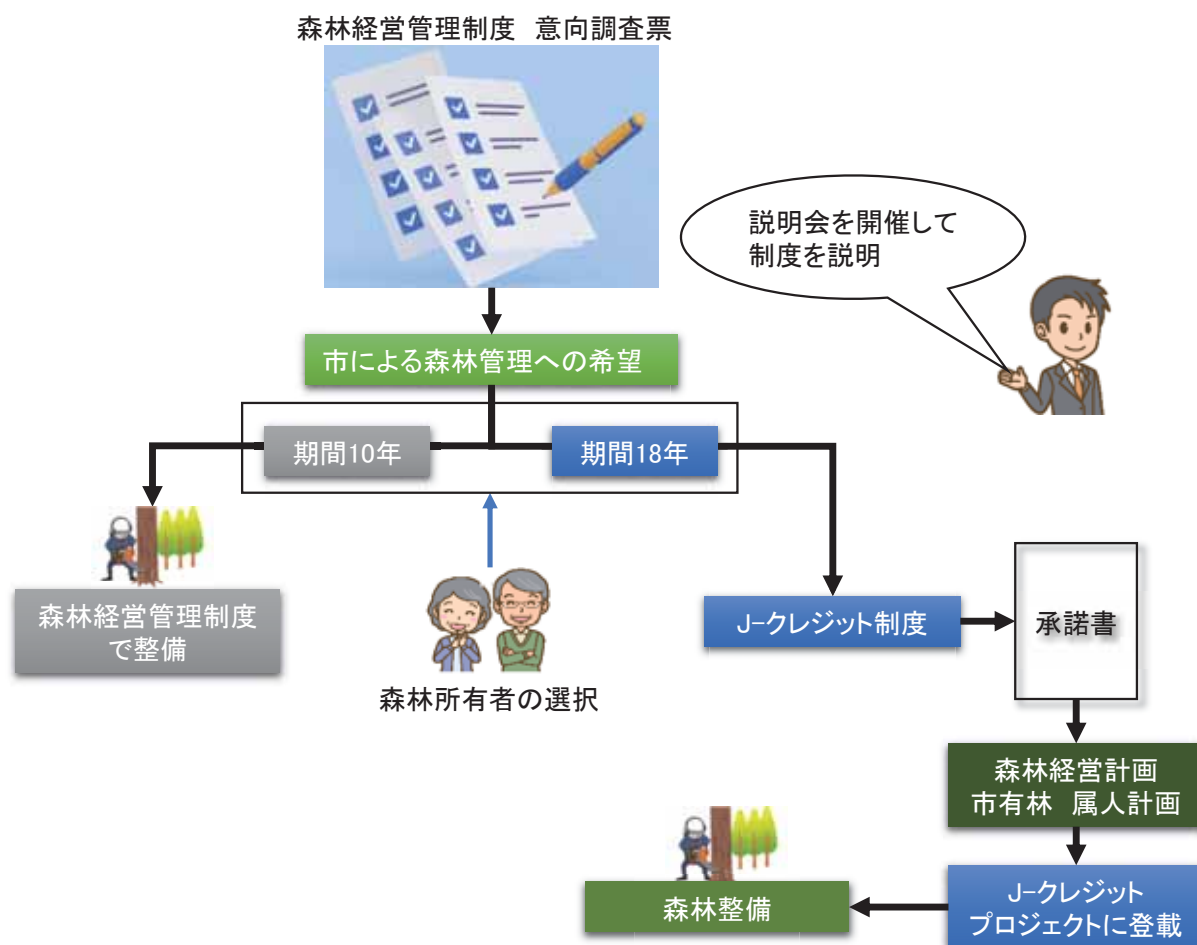 森林経営管理制度 意向調査票
説明会を開催して
制度を説明
市による森林管理への希望
期間10年
期間18年
森林経営管理制度
で整備
森林所有者の選択
J-クレジット制度
承諾書
森林経営計画
市有林 属人計画
森林整備
J-クレジット
プロジェクトに登載